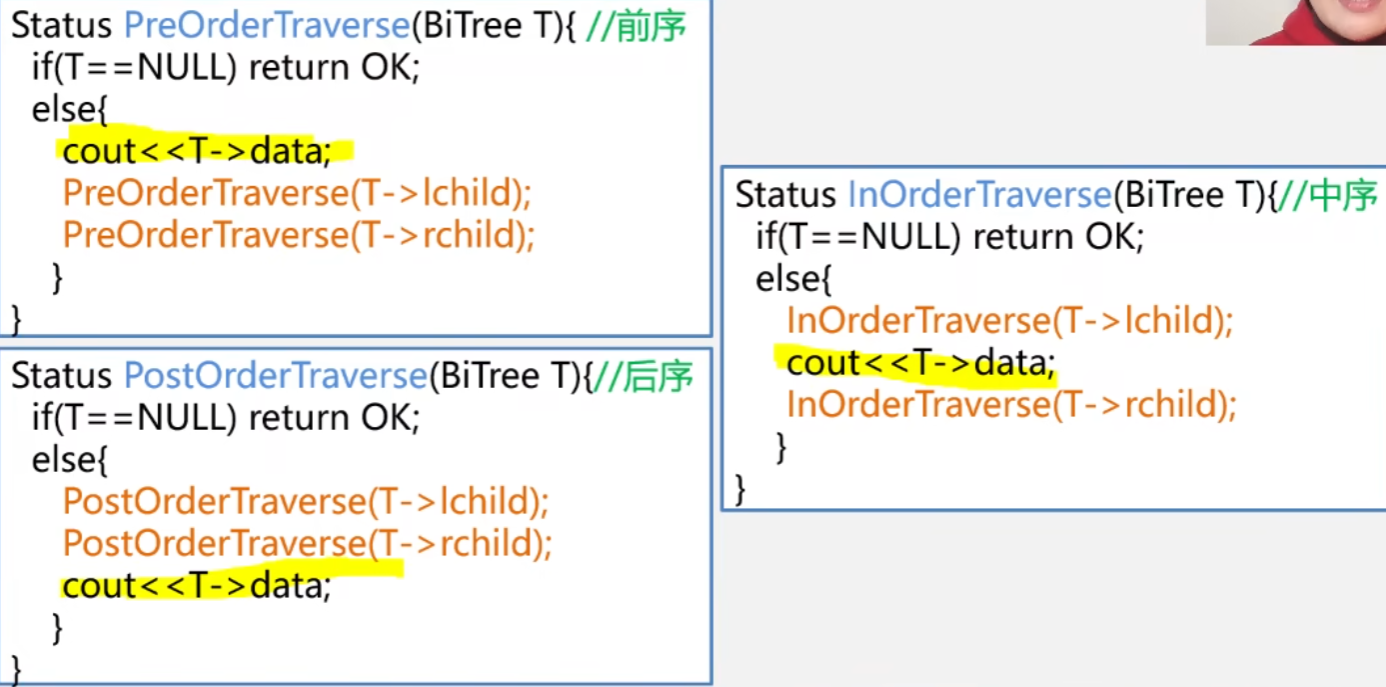 Status PreOrderTraverse(BiTree T){ //前序
if(T==NULL) return OK;
else{
cout<<T->data;
PreOrderTraverse(T->lchild);
PreOrderTraverse(T->rchild);
}
}
Status PostOrderTraverse(BiTree T){//后序
if(T==NULL) return OK;
else{
PostOrderTraverse(T->lchild);
PostOrderTraverse(T->rchild);
cout<<T->data;
}
}
Status InOrderTraverse(BiTree T){//中序
if(T==NULL) return OK;
else{
InOrderTraverse(T->lchild);
cout<<T->data;
InOrderTraverse(T->rchild);
}
}